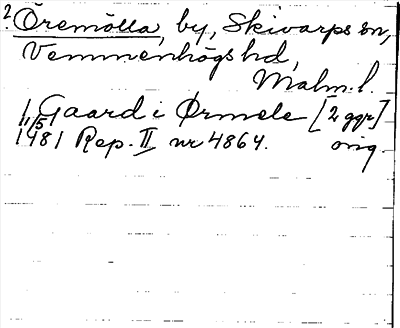 ? Öremölla, by, Skivarps sn,
Vemmenhögs hd,
Malm. l.
1 Gaard i Ørmele [2 ggr]
11/5
1481 Rep. II nr 4864. orig.